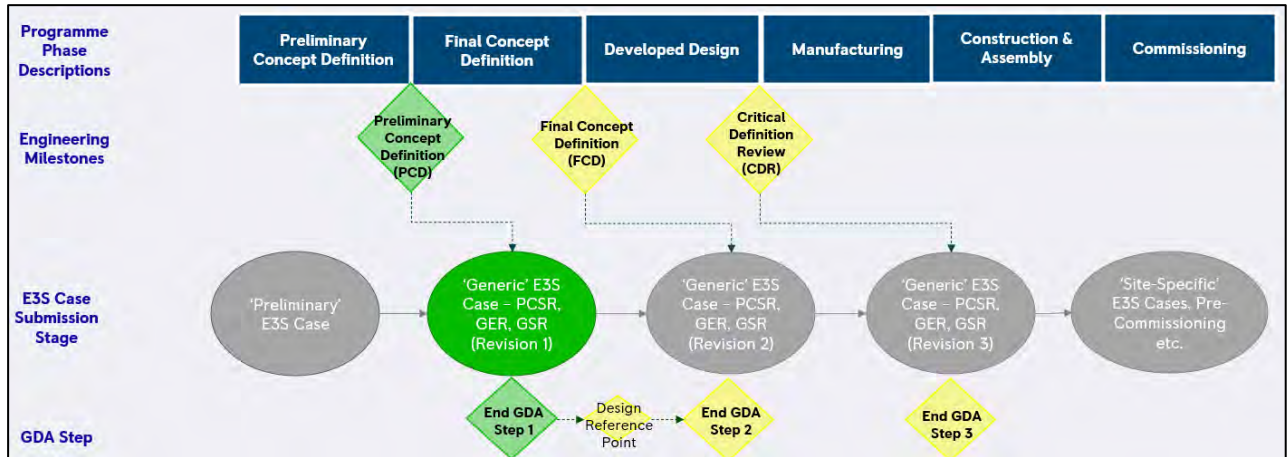 Programme
Phase
Descriptions
Preliminary
Concept Definition
Final Concept
Definition
Developed Design
Manufacturing
Construction &
Assembly
Commissioning
Engineering
Milestones
Preliminary
Concept
Definition
(PCD)
Final Concept
Definition
(FCD)
Critical
Definition
Review
(CDR)
E3S Case
Submission
Stage
'Preliminary'
E3S Case
'Generic' E3S
Case – PCSR,
GER, GSR
(Revision 1)
'Generic' E3S
Case – PCSR,
GER, GSR
(Revision 2)
'Generic' E3S
Case – PCSR,
GER, GSR
(Revision 3)
'Site-Specific'
E3S Cases. Pre-
Commissioning
etc.
GDA Step
End GDA
Step 1
Design
Reference
Point
End GDA
Step 2
End GDA
Step 3